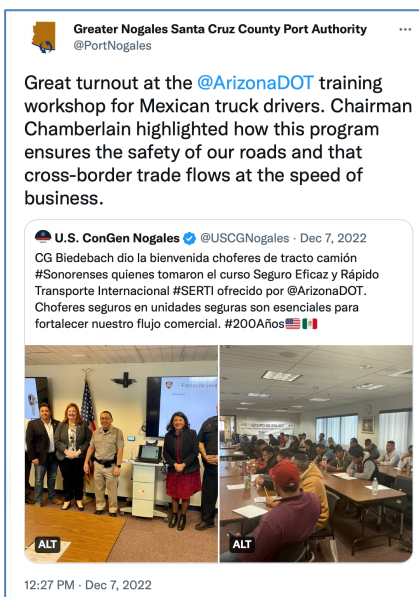 Greater Nogales Santa Cruz County Port Authority
@PortNogales
Great turnout at the @ArizonaDOT training
workshop for Mexican truck drivers. Chairman
Chamberlain highlighted how this program
ensures the safety of our roads and that
cross-border trade flows at the speed of
business.
U.S. ConGen Nogales @USCGNogales · Dec 7, 2022
CG Biedebach dio la bienvenida choferes de tracto camión
#Sonorenses quienes tomaron el curso Seguro Eficaz y Rápido
Transporte Internacional #SERTI ofrecido por @ArizonaDOT.
Choferes seguros en unidades seguras son esenciales para
fortalecer nuestro flujo comercial. #200Años🇺🇸🇲🇽
ALT
ALT
12:27 PM · Dec 7, 2022